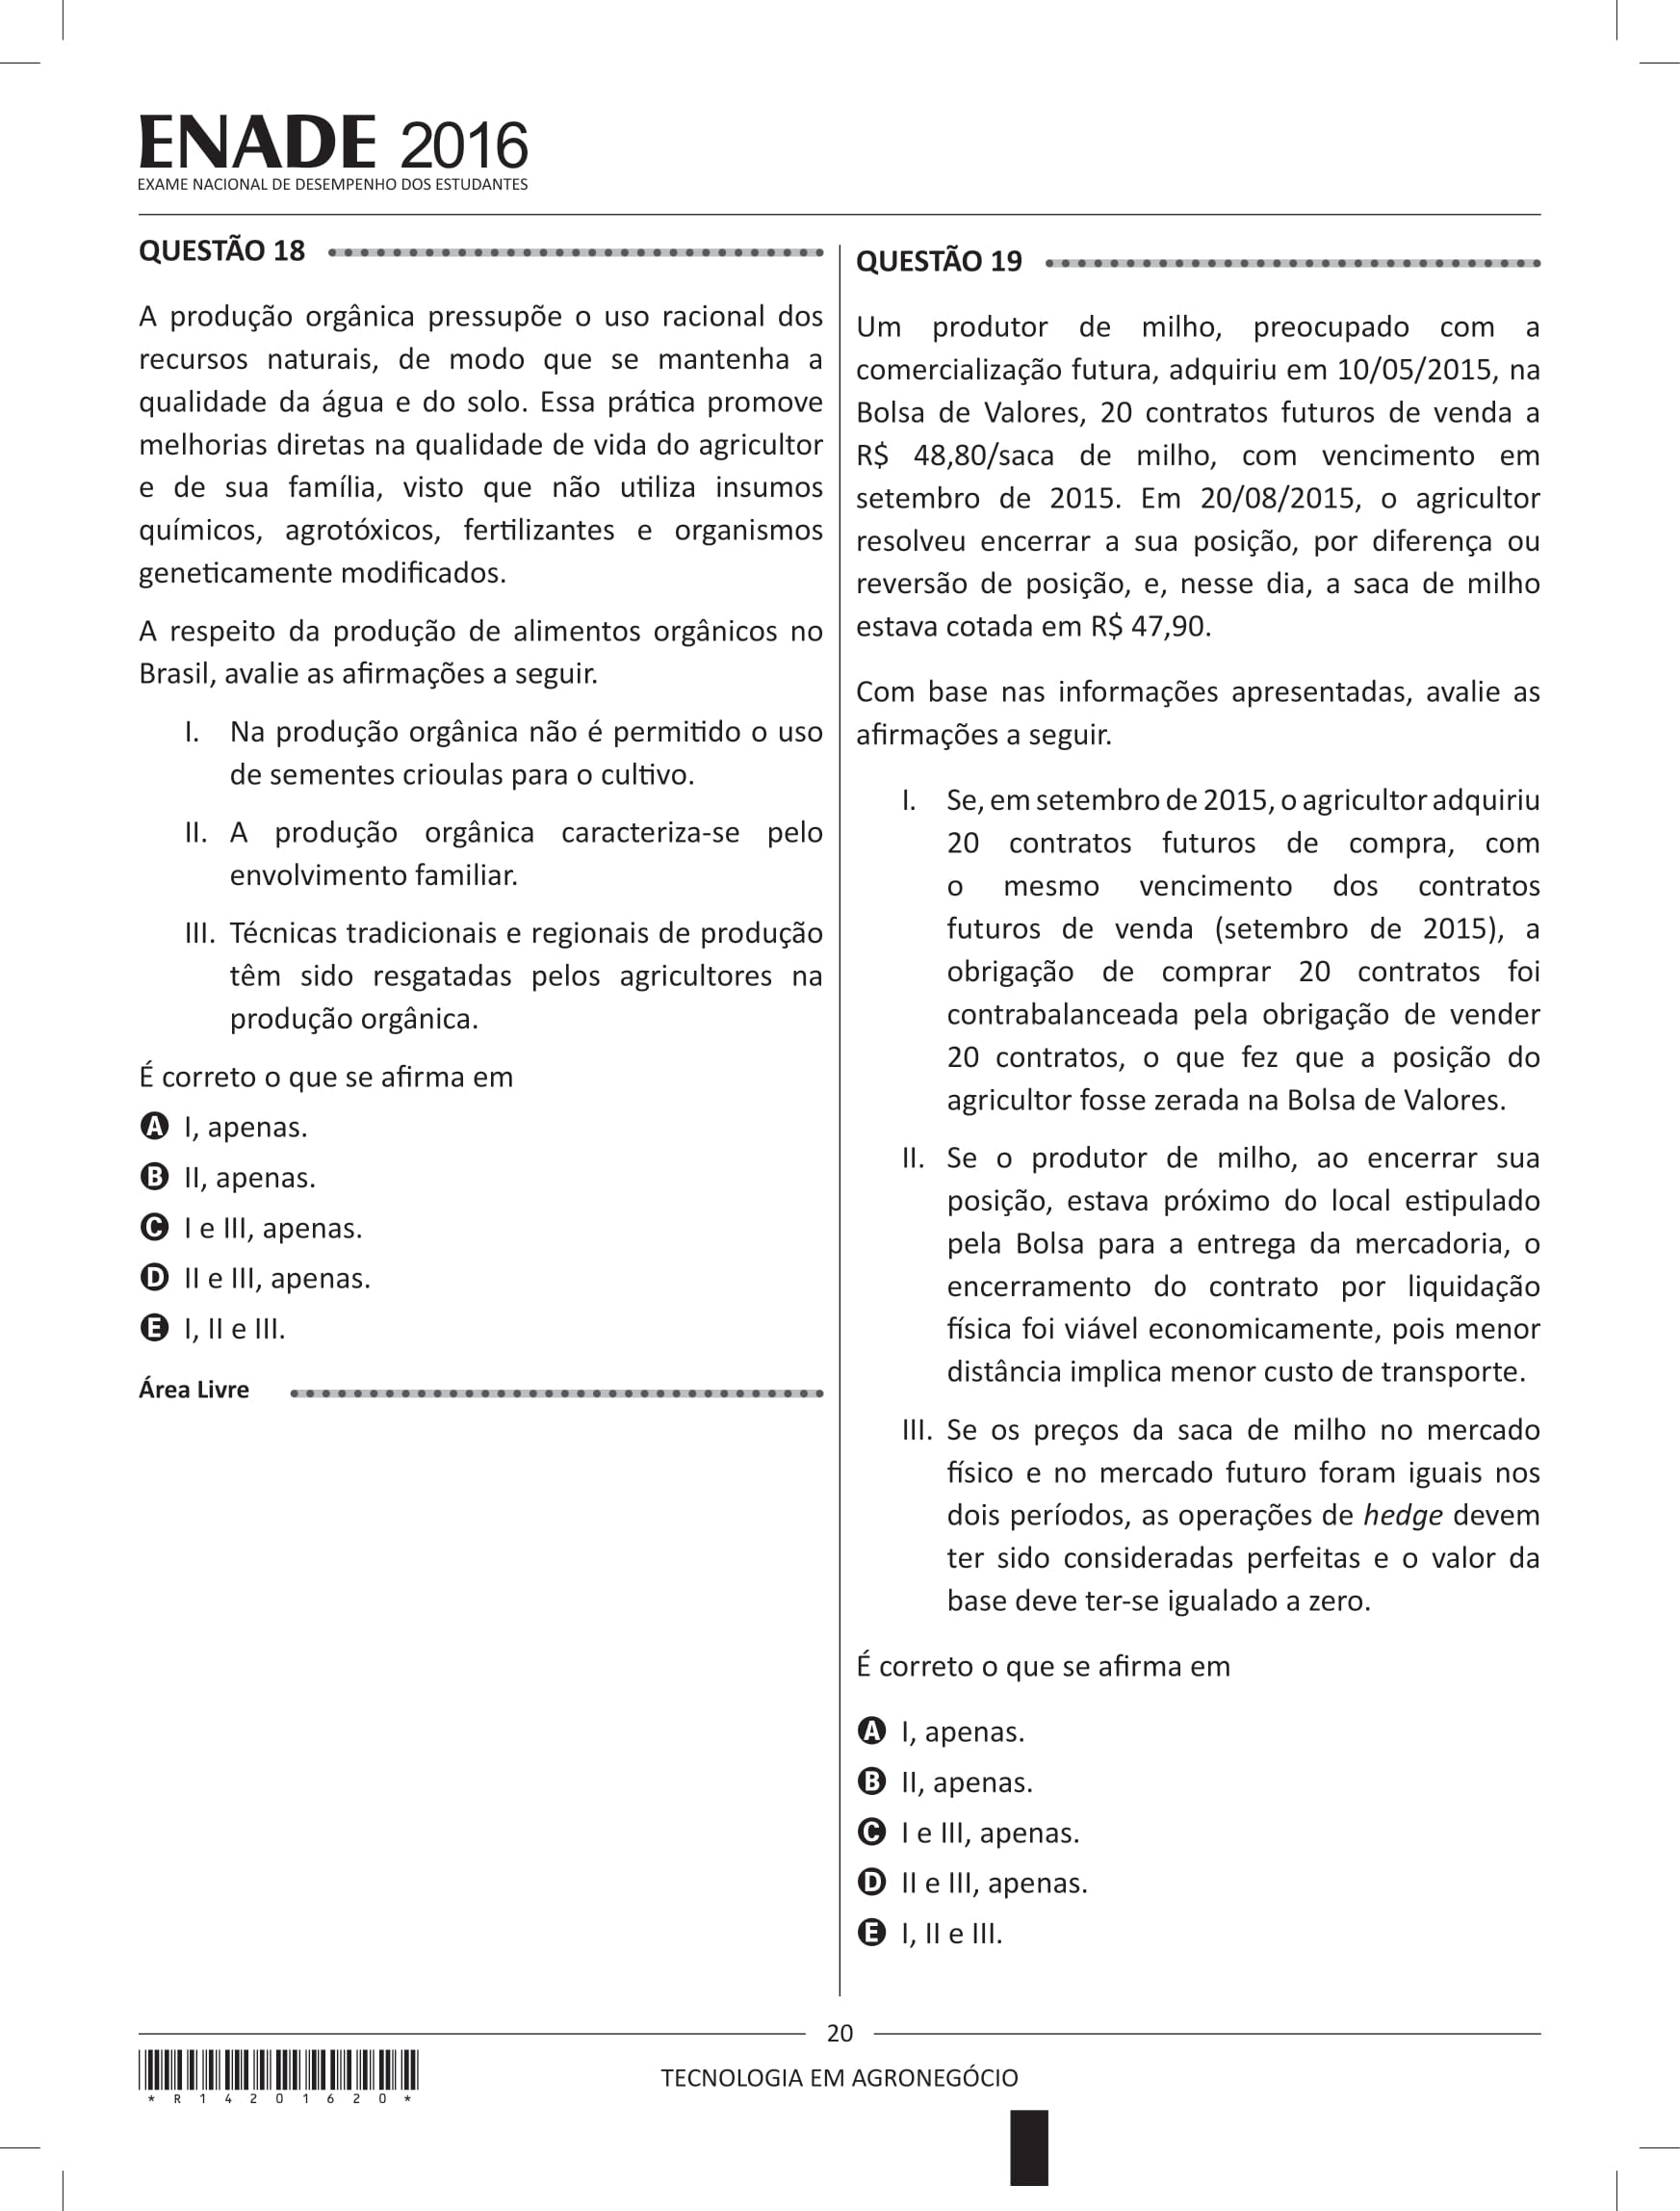 ENADE 2016
EXAME NACIONAL DE DESEMPENHO DOS ESTUDANTES
QUESTÃO 18
A produção orgânica pressupõe o uso racional dos
recursos naturais, de modo que se mantenha a
qualidade da água e do solo. Essa prática promove
melhorias diretas na qualidade de vida do agricultor
e de sua família, visto que não utiliza insumos
químicos, agrotóxicos, fertilizantes e organismos
geneticamente modificados.
A respeito da produção de alimentos orgânicos no
Brasil, avalie as afirmações a seguir.
I. Na produção orgânica não é permitido o uso
de sementes crioulas para o cultivo.
II. A produção orgânica caracteriza-se pelo
envolvimento familiar.
III. Técnicas tradicionais e regionais de produção
têm sido resgatadas pelos agricultores na
produção orgânica.
É correto o que se afirma em
A I, apenas.
B II, apenas.
C I e III, apenas.
D II e III, apenas.
E I, II e III.
Área Livre
QUESTÃO 19
Um produtor de milho, preocupado com a
comercialização futura, adquiriu em 10/05/2015, na
Bolsa de Valores, 20 contratos futuros de venda a
R$ 48,80/saca de milho, com vencimento em
setembro de 2015. Em 20/08/2015, o agricultor
resolveu encerrar a sua posição, por diferença ou
reversão de posição, e, nesse dia, a saca de milho
estava cotada em R$ 47,90.
Com base nas informações apresentadas, avalie as
afirmações a seguir.
I. Se, em setembro de 2015, o agricultor adquiriu
20 contratos futuros de compra, com
o mesmo vencimento dos contratos
futuros de venda (setembro de 2015), a
obrigação de comprar 20 contratos foi
contrabalanceada pela obrigação de vender
20 contratos, o que fez que a posição do
agricultor fosse zerada na Bolsa de Valores.
II. Se o produtor de milho, ao encerrar sua
posição, estava próximo do local estipulado
pela Bolsa para a entrega da mercadoria, o
encerramento do contrato por liquidação
física foi viável economicamente, pois menor
distância implica menor custo de transporte.
III. Se os preços da saca de milho no mercado
físico e no mercado futuro foram iguais nos
dois períodos, as operações de hedge devem
ter sido consideradas perfeitas e o valor da
base deve ter-se igualado a zero.
É correto o que se afirma em
A I, apenas.
B II, apenas.
C I e III, apenas.
D II e III, apenas.
E I, II e III.
20
TECNOLOGIA EM AGRONEGÓCIO
* R 1 4 2 0 1 6 2 0 *